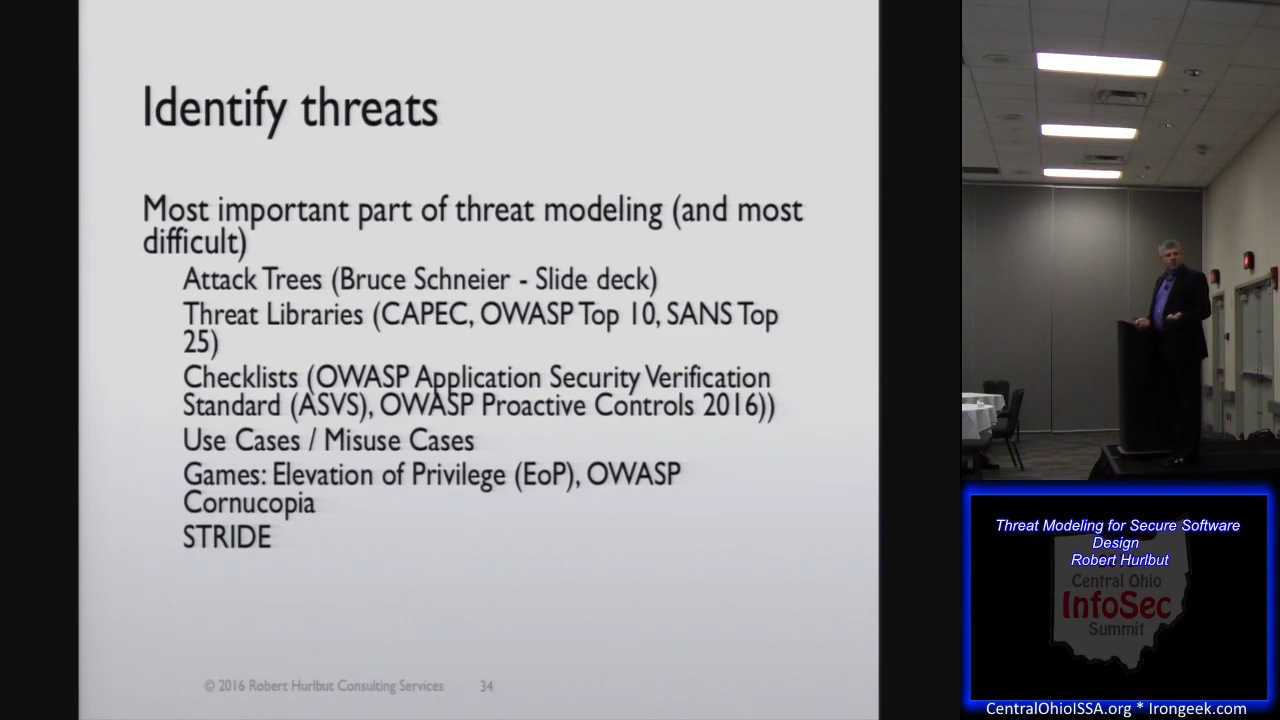 Identify threats
Most important part of threat modeling (and most
difficult)
Attack Trees (Bruce Schneier - Slide deck)
Threat Libraries (CAPEC, OWASP Top 10, SANS Top
25)
Checklists (OWASP Application Security Verification
Standard (ASVS), OWASP Proactive Controls 2016))
Use Cases / Misuse Cases
Games: Elevation of Privilege (EoP), OWASP
Cornucopia
STRIDE
© 2016 Robert Hurlbut Consulting Services 34
Threat Modeling for Secure Software
Design
Robert Hurlbut
Central Ohio
InfoSec
Summit
CentralOhioISSA.org * Irongeek.com